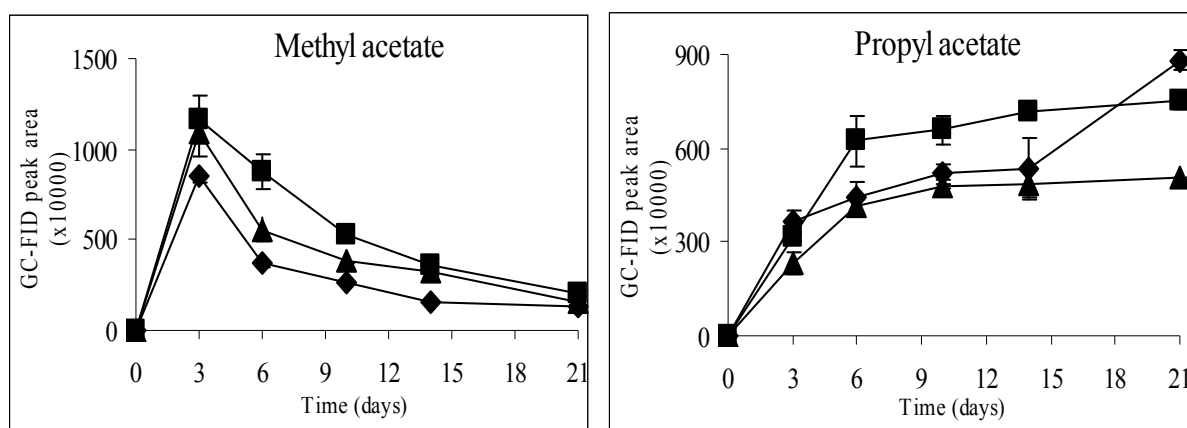 Methyl acetate
GC-FID peak area
(x10000)
1500
1000
500
0
0 3 6 9 12 15 18 21
Time (days)
Propyl acetate
GC-FID peak area
(x10000)
900
600
300
0
0 3 6 9 12 15 18 21
Time (days)